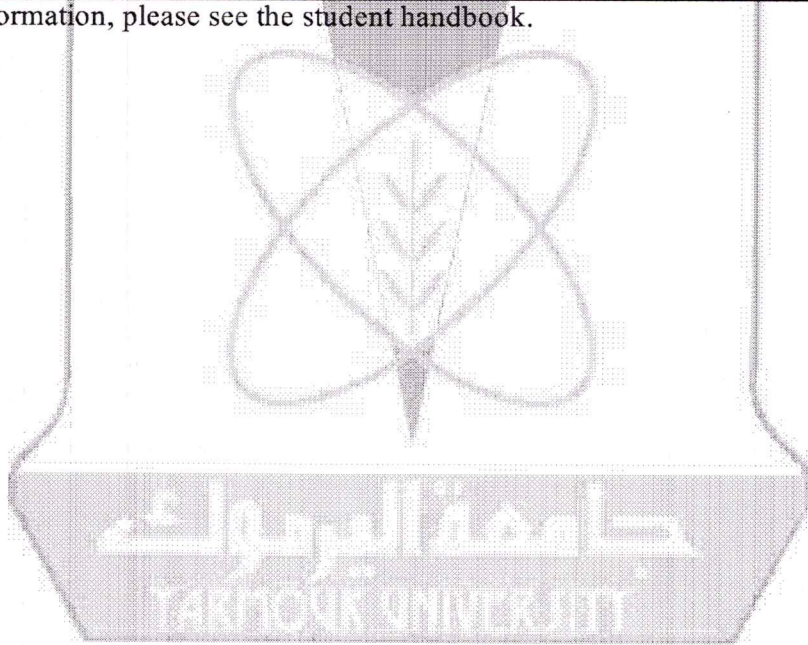 ormation, please see the student handbook.
جامعة اليرموك
YARMOUK UNIVERSITY